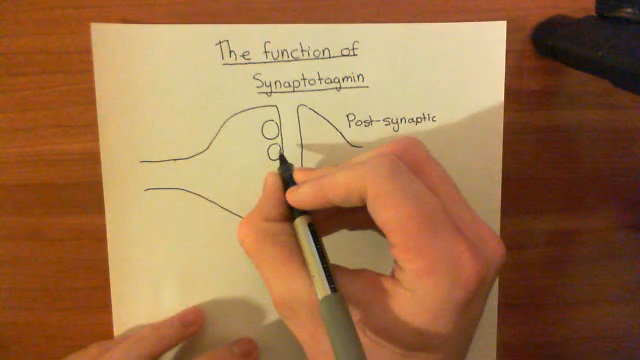 The function of
Synaptotagmin
Post-synaptic